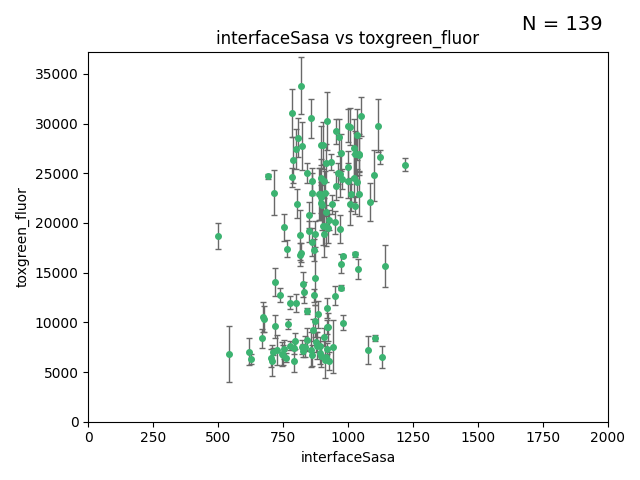 N = 139
interfaceSasa vs toxgreen_fluor
35000
30000
25000
20000
15000
10000
5000
0
toxgreen_fluor
0 250 500 750 1000 1250 1500 1750 2000
interfaceSasa